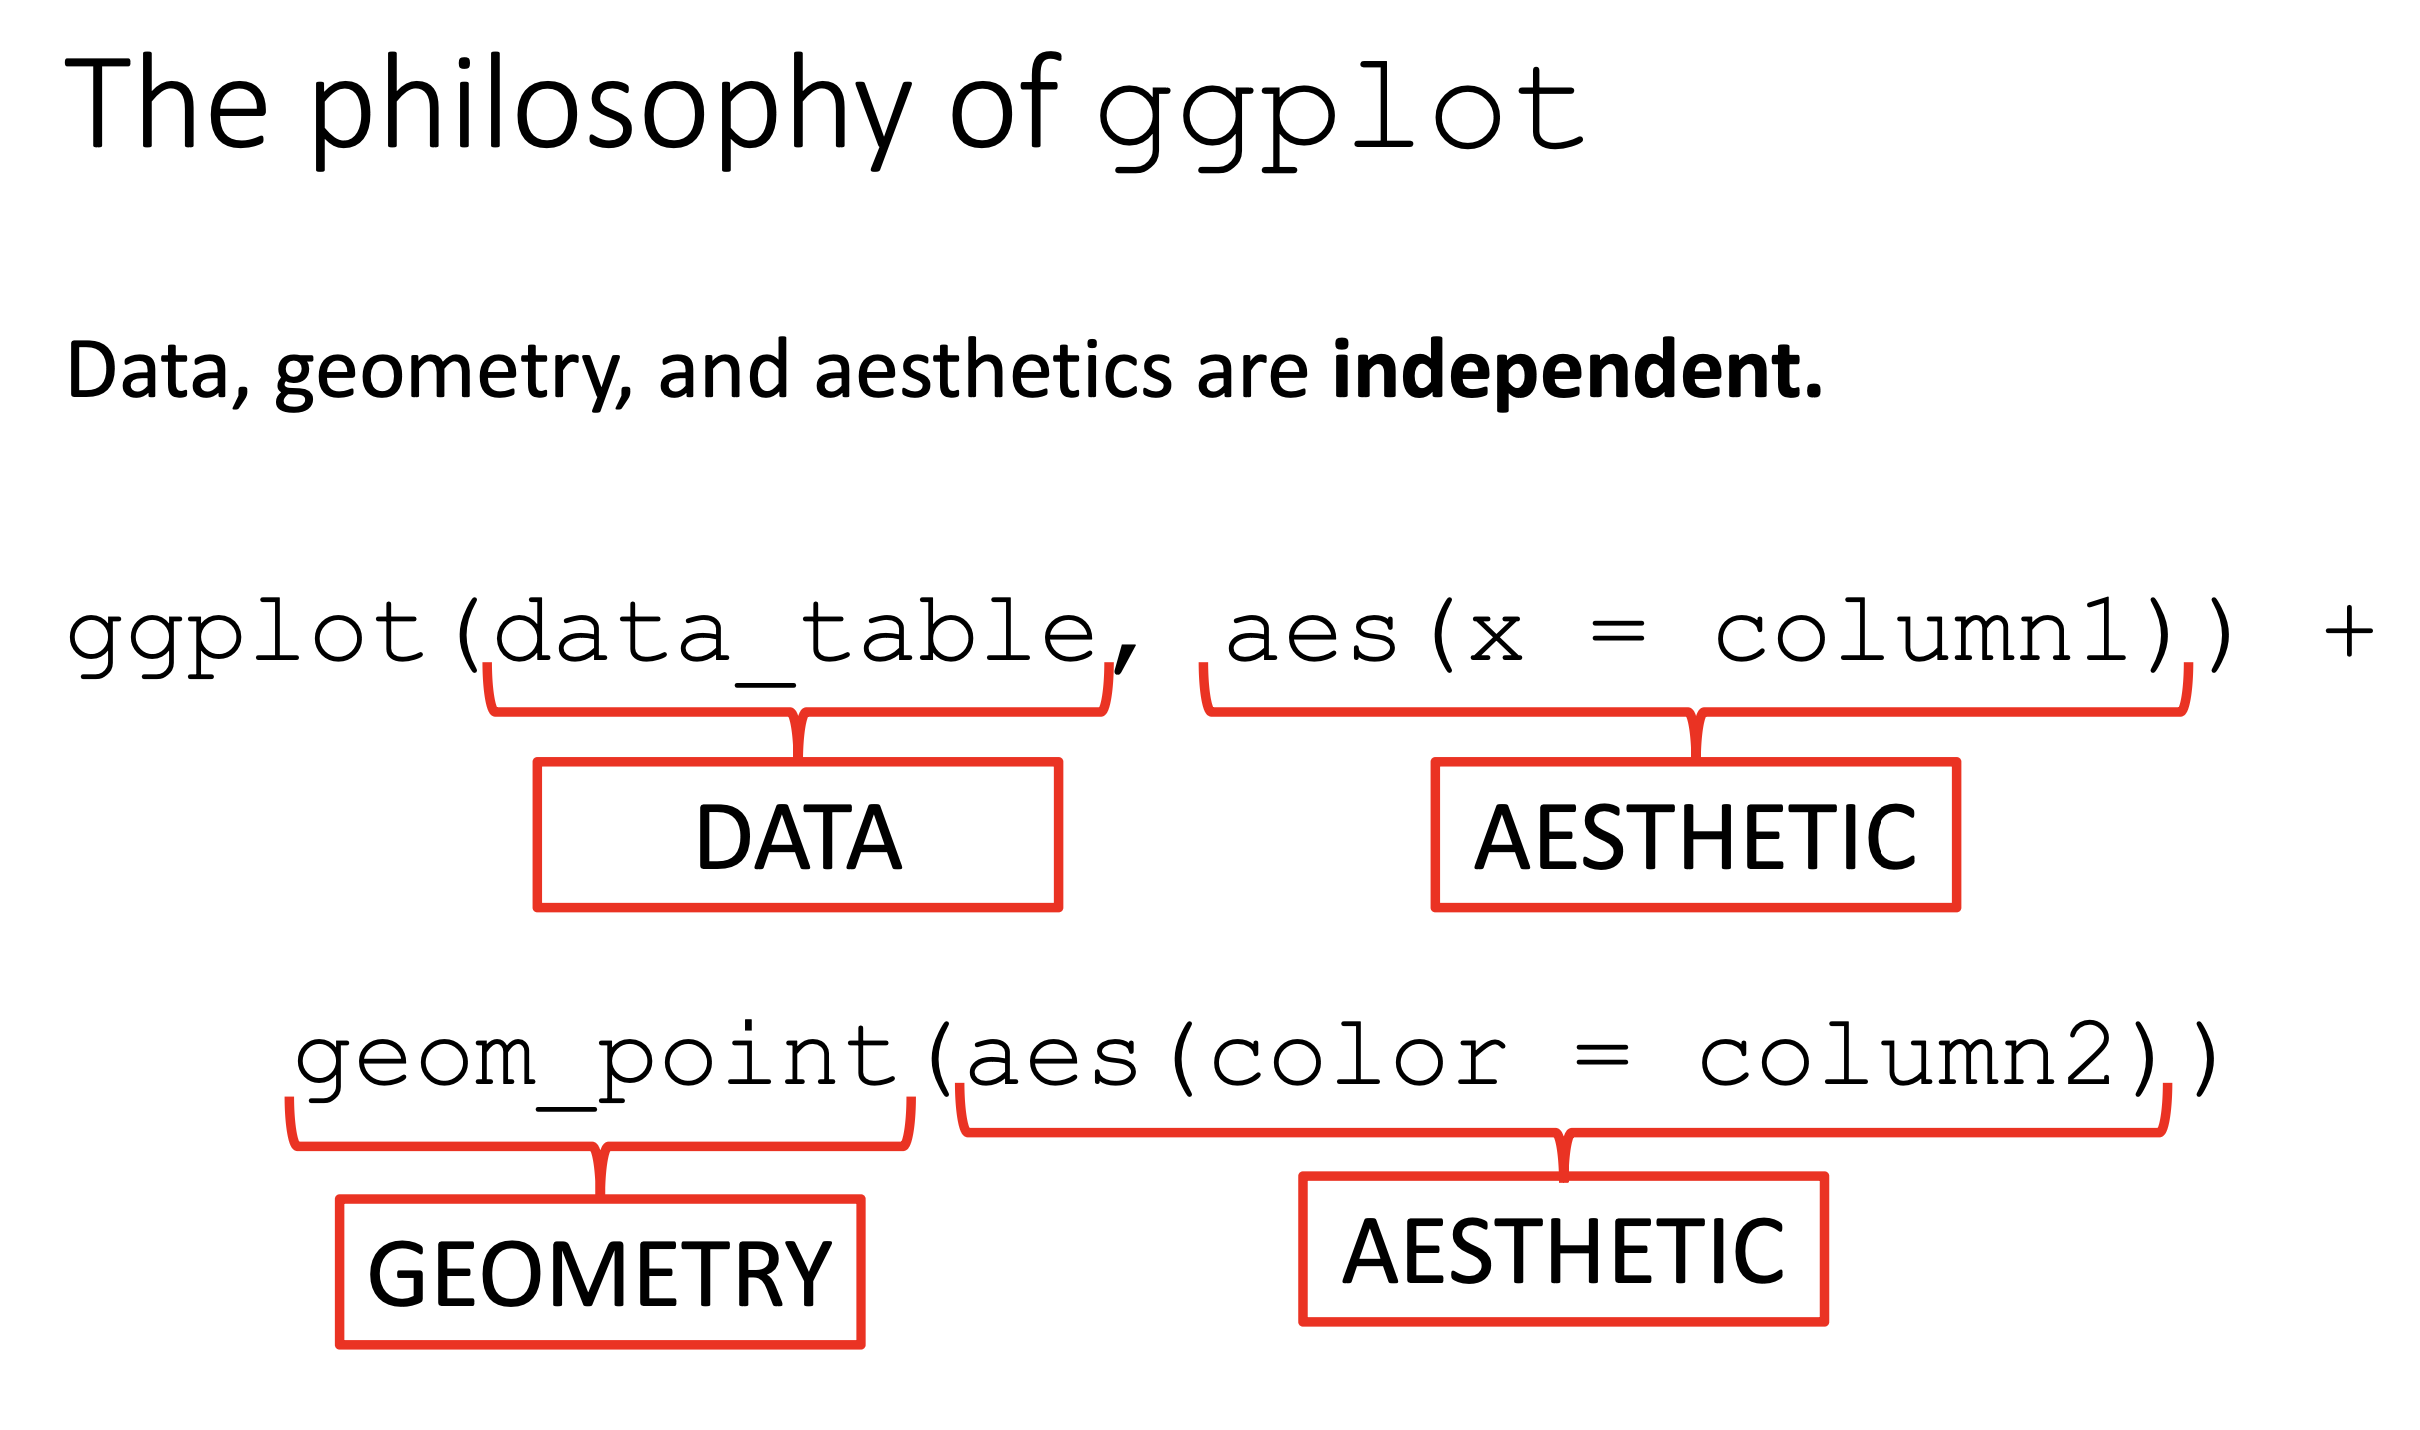 The philosophy of ggplot
Data, geometry, and aesthetics are independent.
ggplot(data_table, aes(x = column1)) +
DATA
AESTHETIC
geom_point(aes(color = column2))
GEOMETRY
AESTHETIC